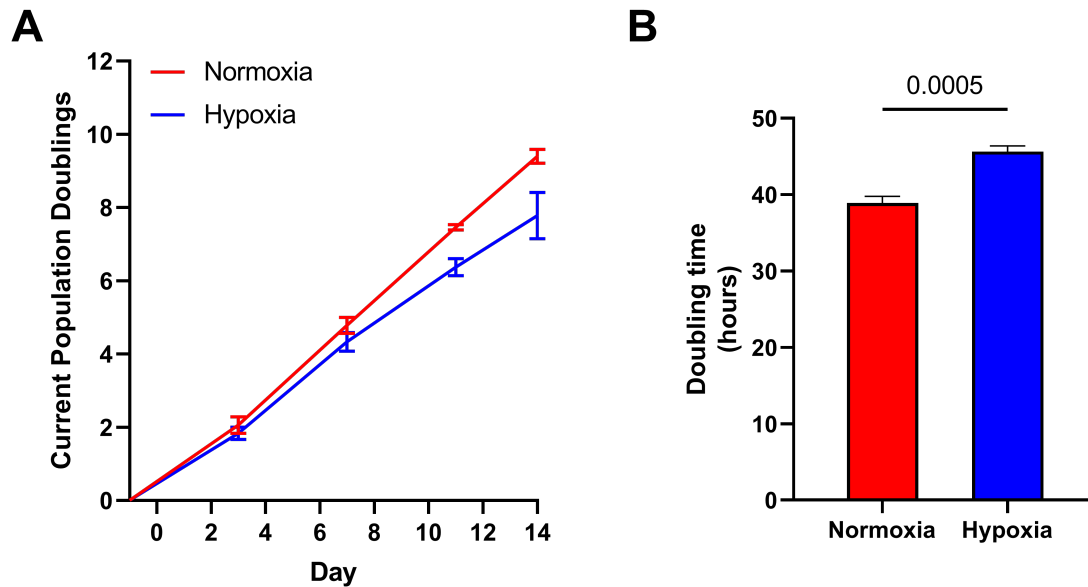 A
Current Population Doublings
12
10
8
6
4
2
0
Normoxia
Hypoxia
0 2 4 6 8 10 12 14
Day
B
0.0005
Doubling time
(hours)
50
40
30
20
10
0
Normoxia Hypoxia